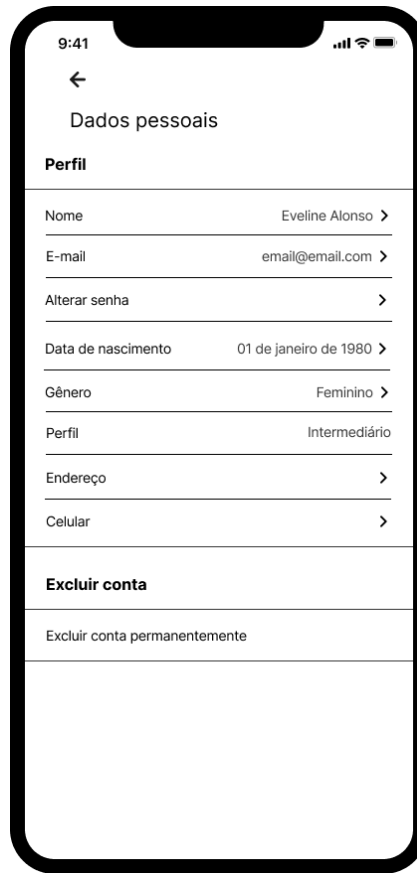 9:41
Dados pessoais
Perfil
Nome Eveline Alonso
E-mail email@email.com
Alterar senha
Data de nascimento 01 de janeiro de 1980
Gênero Feminino
Perfil Intermediário
Endereço
Celular
Excluir conta
Excluir conta permanentemente